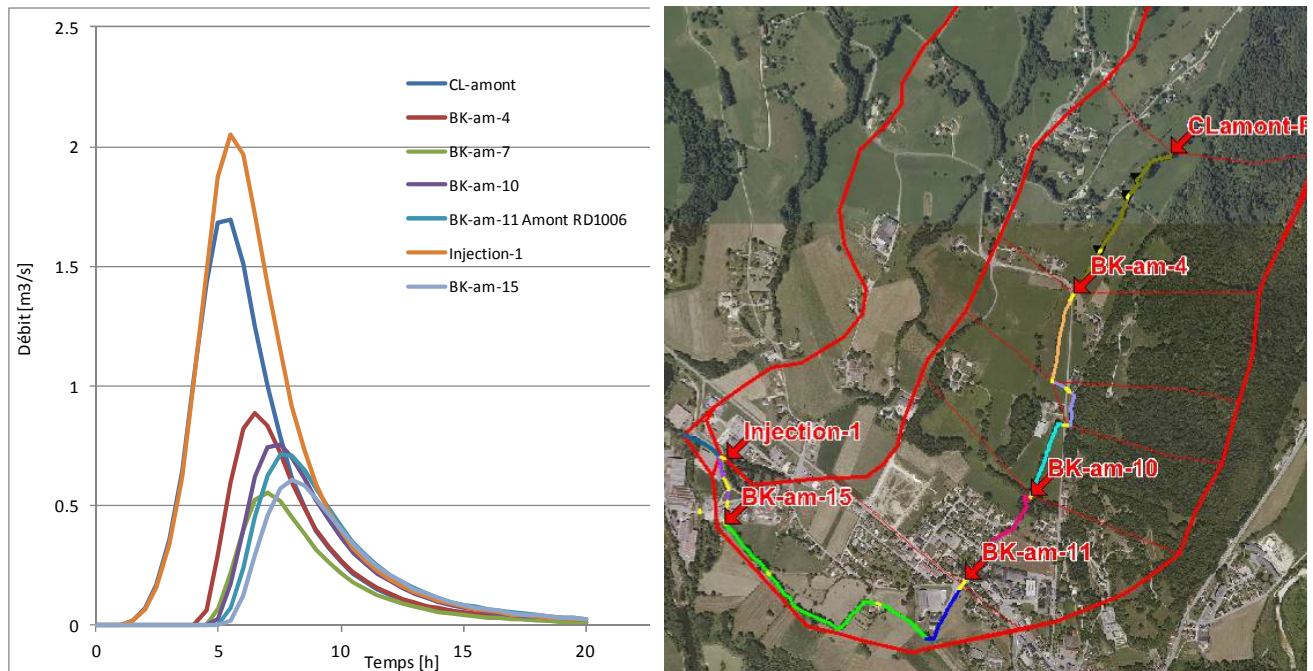 2.5
2
1.5
1
0.5
0
Débit [m3/s]
0
5
10
15
20
Temps [h]
CL-amont
BK-am-4
BK-am-7
BK-am-10
BK-am-11 Amont RD1006
Injection-1
BK-am-15
CLamont-F
BK-am-4
Injection-1
BK-am-10
BK-am-15
BK-am-11